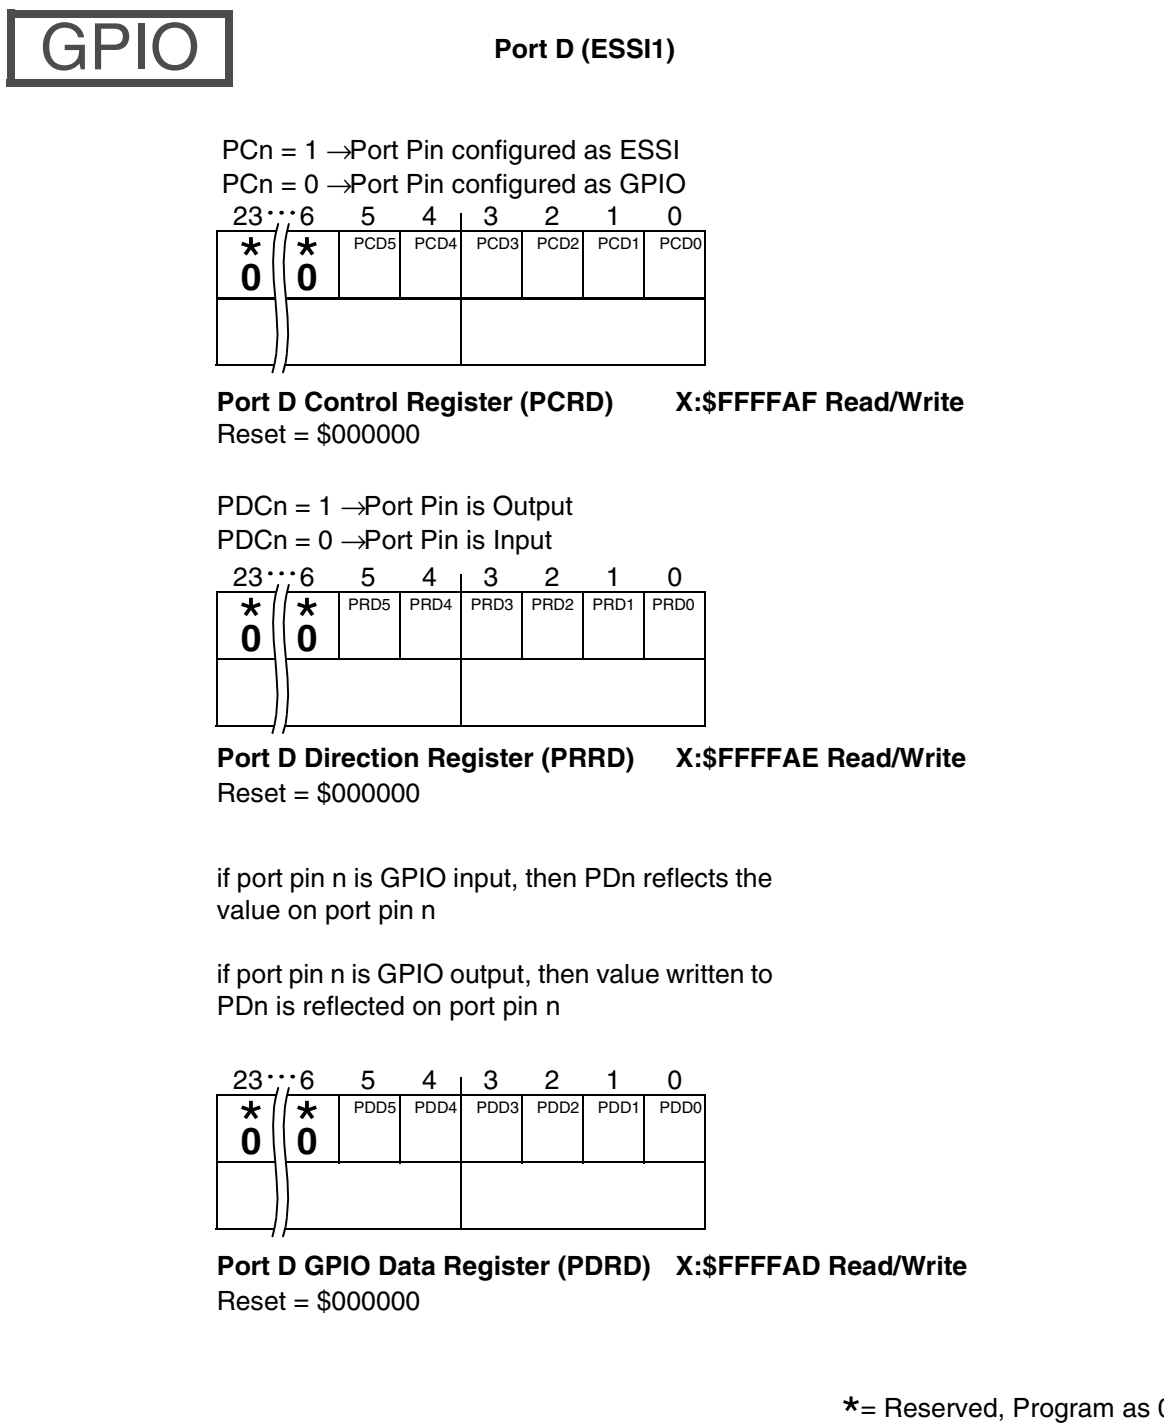 GPIO
Port D (ESSI1)
PCn = 1 →Port Pin configured as ESSI
PCn = 0 →Port Pin configured as GPIO
23 ··· 6 5 4 3 2 1 0
* * PCD5 PCD4 PCD3 PCD2 PCD1 PCD0
0 0
Port D Control Register (PCRD) X:$FFFFAF Read/Write
Reset = $000000
PDCn = 1 →Port Pin is Output
PDCn = 0 →Port Pin is Input
23 ··· 6 5 4 3 2 1 0
* * PRD5 PRD4 PRD3 PRD2 PRD1 PRD0
0 0
Port D Direction Register (PRRD) X:$FFFFAE Read/Write
Reset = $000000
if port pin n is GPIO input, then PDn reflects the
value on port pin n
if port pin n is GPIO output, then value written to
PDn is reflected on port pin n
23 ··· 6 5 4 3 2 1 0
* * PDD5 PDD4 PDD3 PDD2 PDD1 PDD0
0 0
Port D GPIO Data Register (PDRD) X:$FFFFAD Read/Write
Reset = $000000
*= Reserved, Program as 0